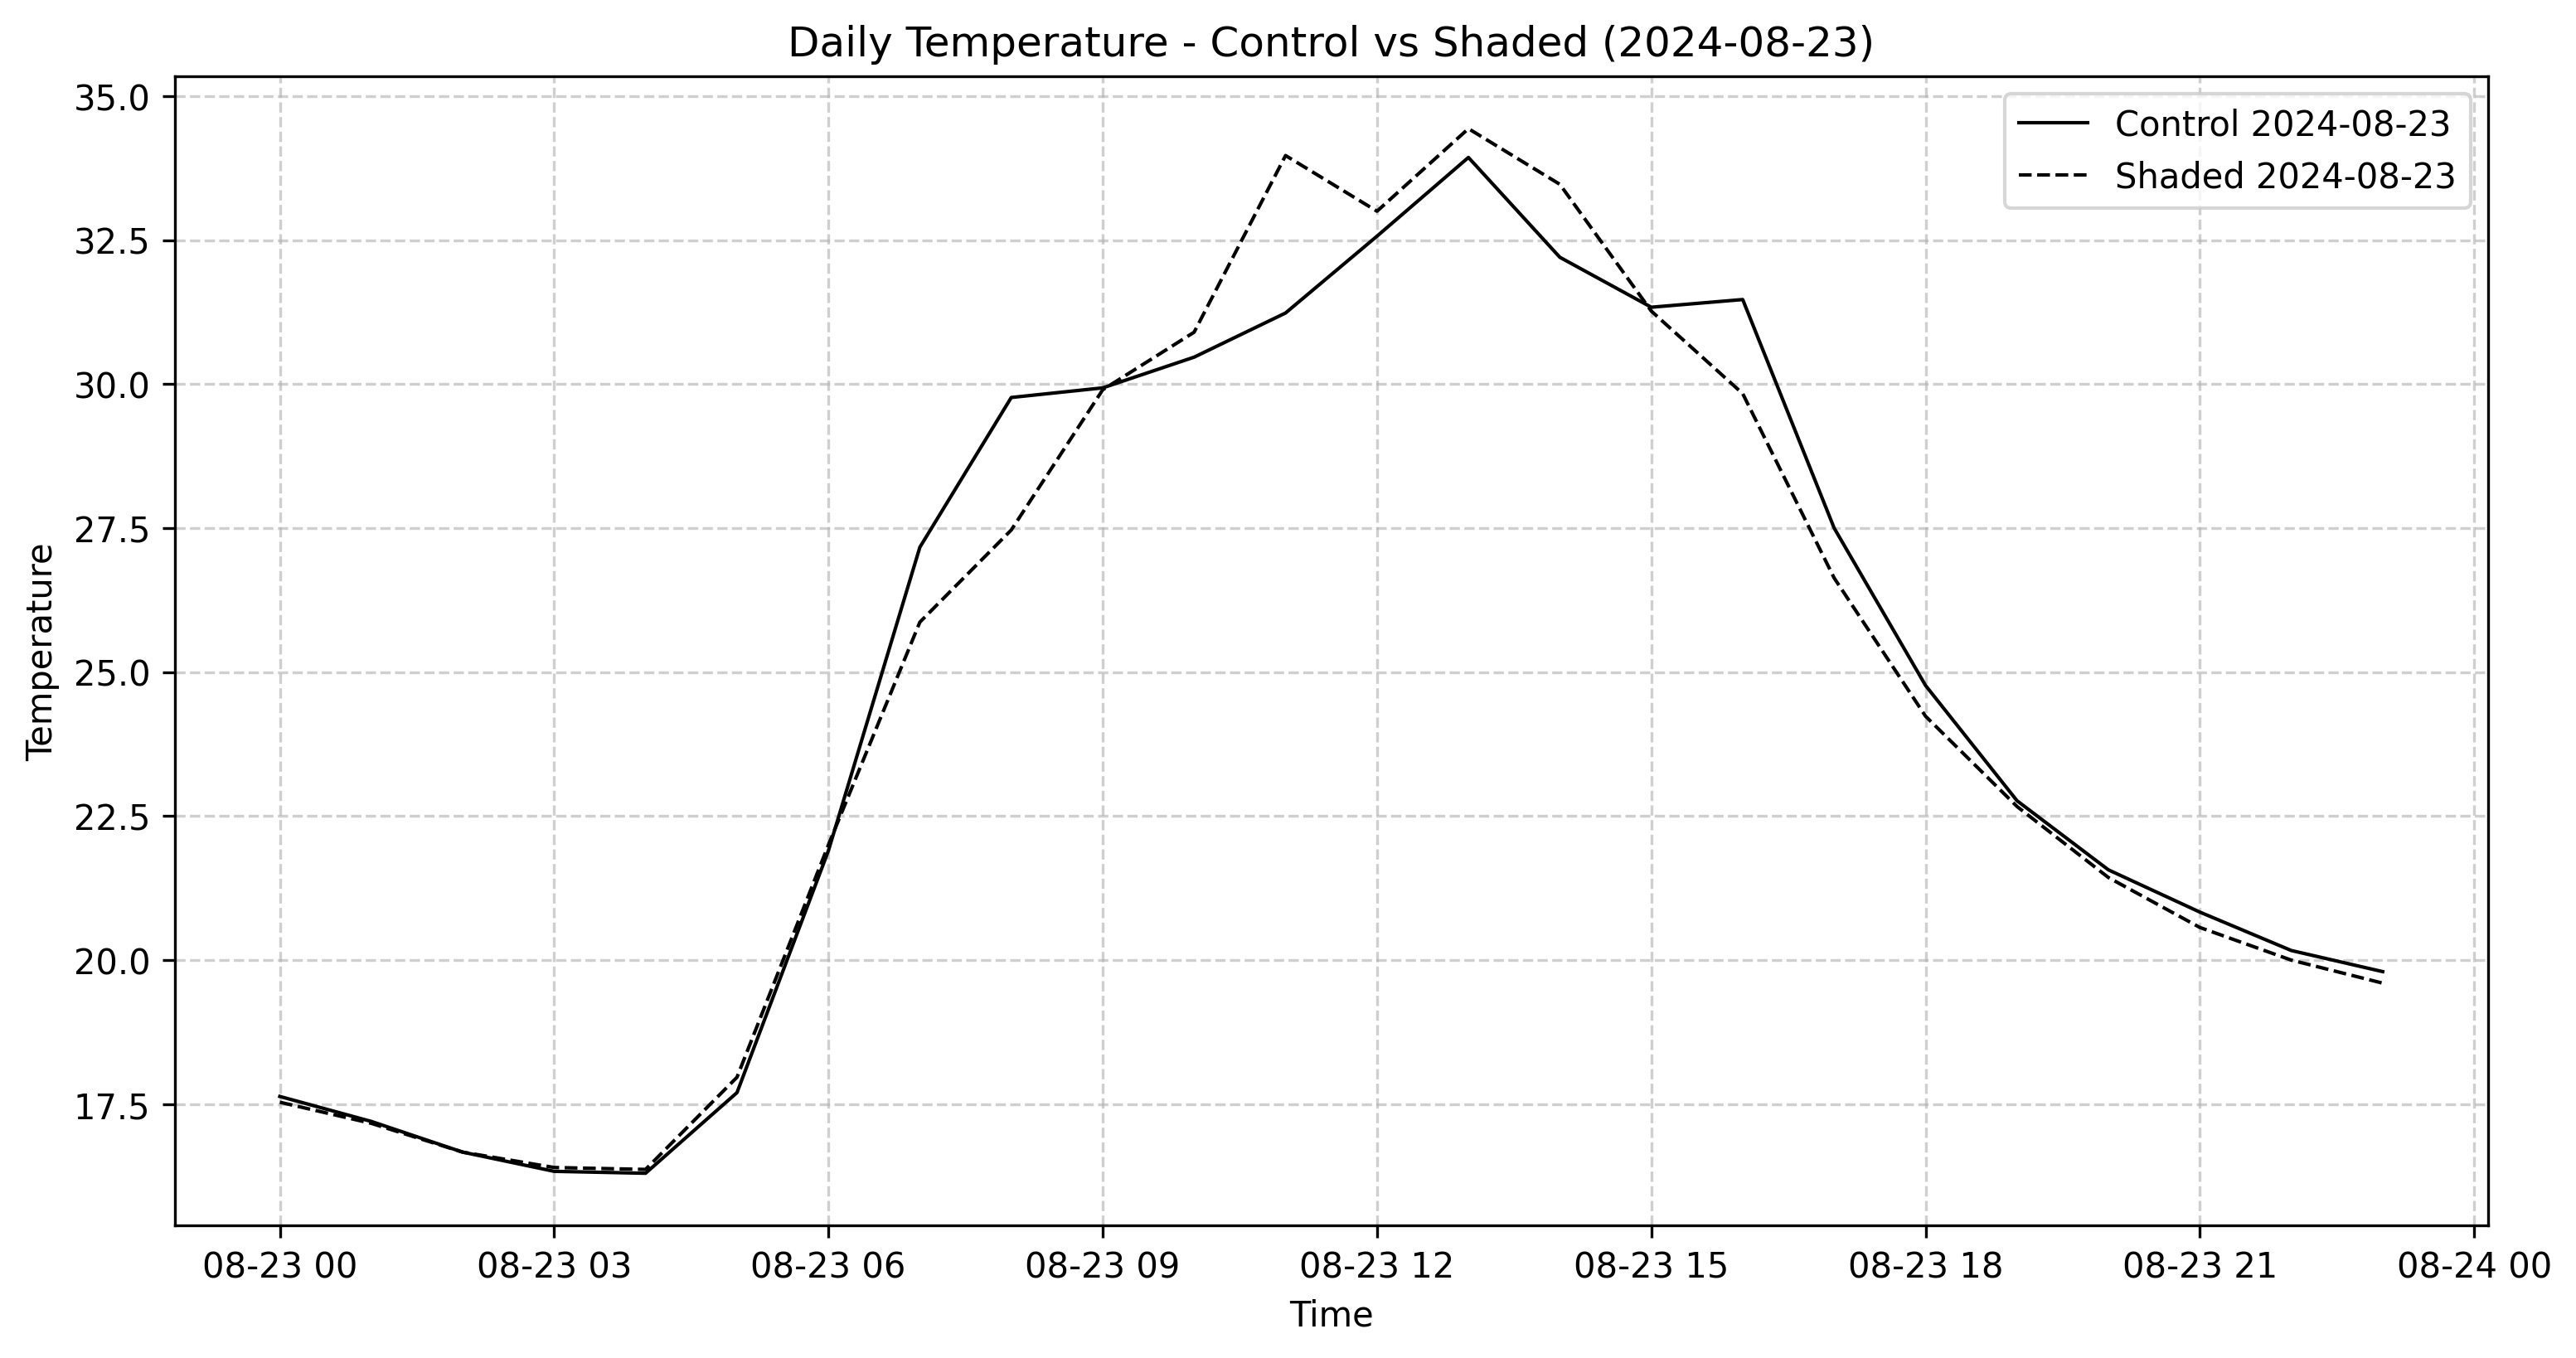 Daily Temperature - Control vs Shaded (2024-08-23)
Control 2024-08-23
Shaded 2024-08-23
35.0
32.5
30.0
27.5
25.0
22.5
20.0
17.5
Temperature
08-23 00 08-23 03 08-23 06 08-23 09 08-23 12 08-23 15 08-23 18 08-23 21 08-24 00
Time